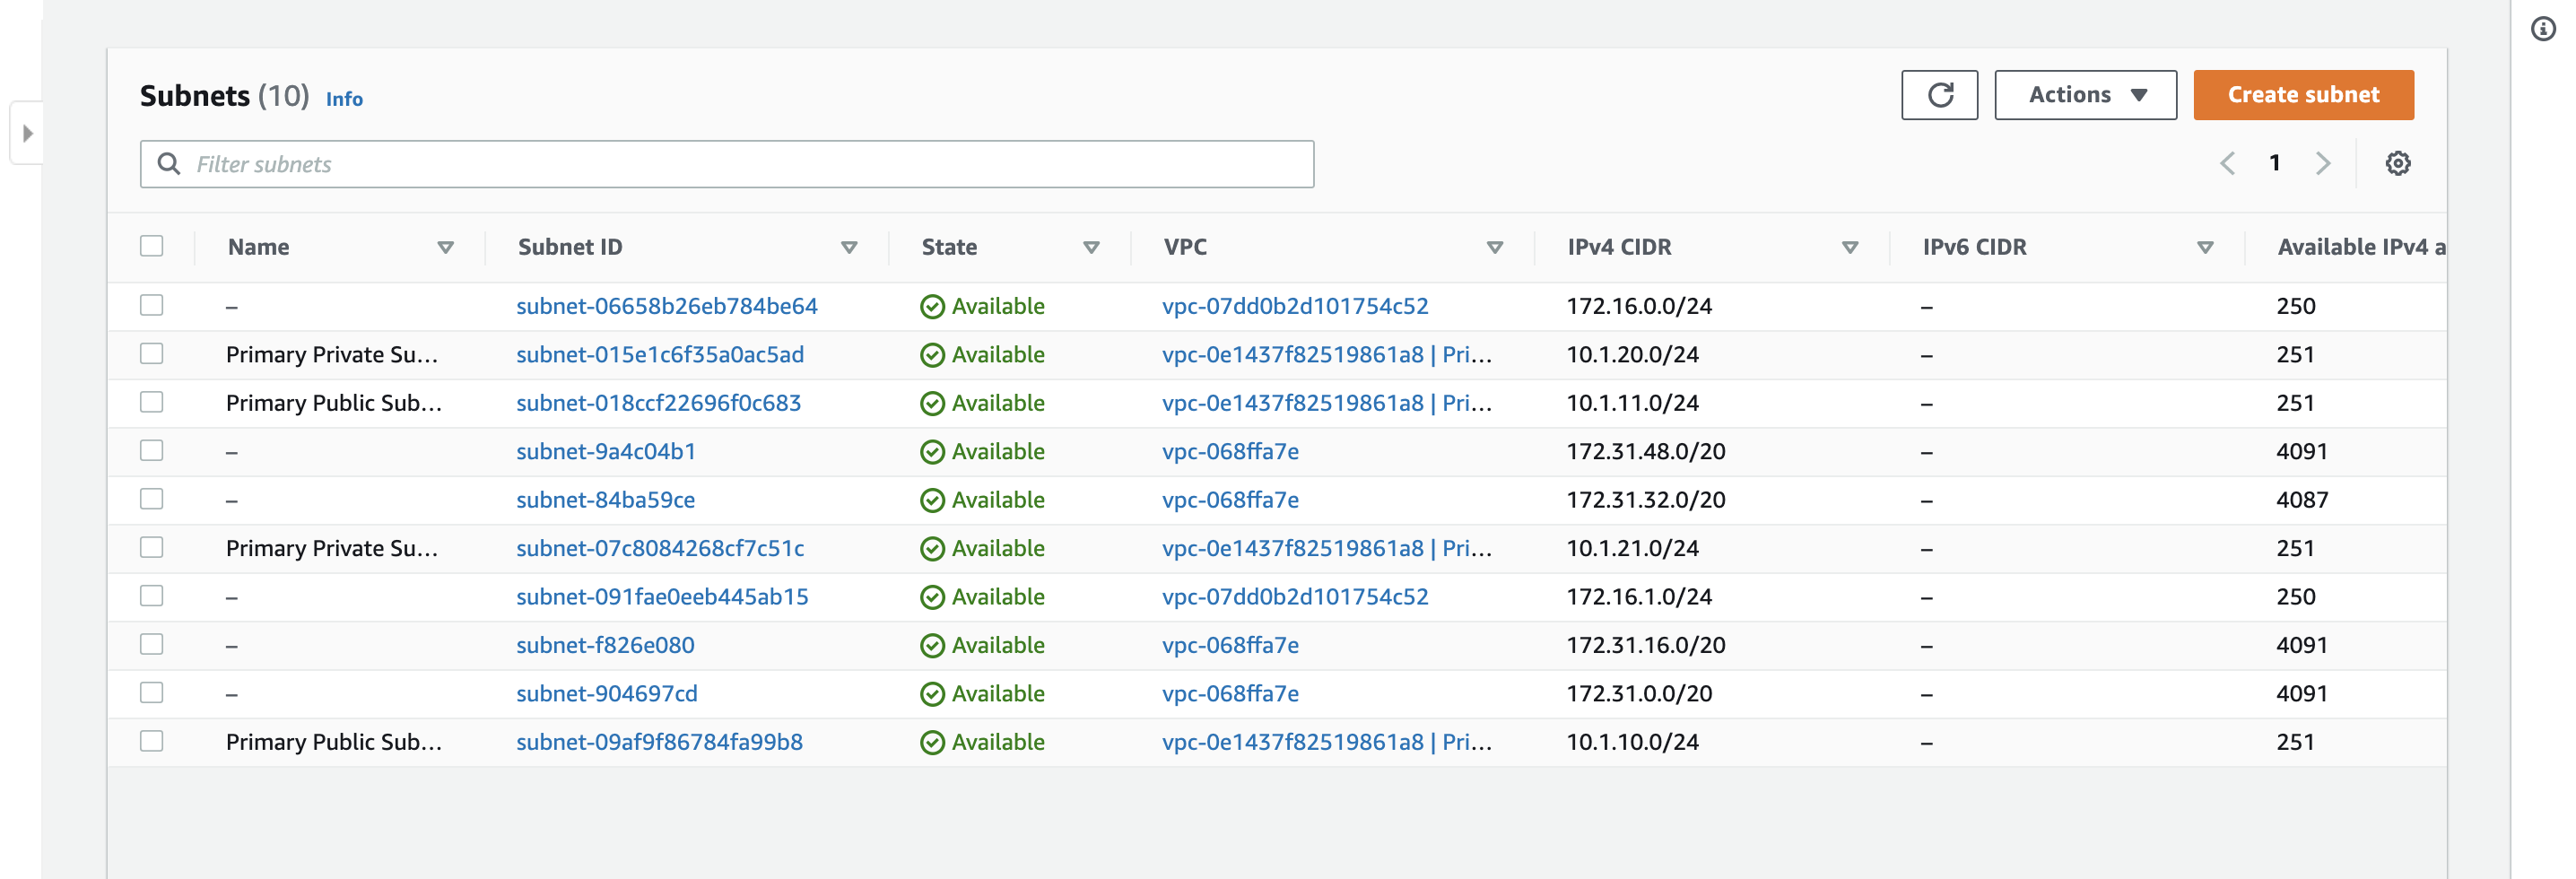 Subnets (10) Info
Actions
Create subnet
Filter subnets
1
Name Subnet ID State VPC IPv4 CIDR IPv6 CIDR Available IPv4 a
– subnet-06658b26eb784be64 Available vpc-07dd0b2d101754c52 172.16.0.0/24 – 250
Primary Private Su... subnet-015e1c6f35a0ac5ad Available vpc-0e1437f82519861a8 | Pri... 10.1.20.0/24 – 251
Primary Public Sub... subnet-018ccf22696f0c683 Available vpc-0e1437f82519861a8 | Pri... 10.1.11.0/24 – 251
– subnet-9a4c04b1 Available vpc-068ffa7e 172.31.48.0/20 – 4091
– subnet-84ba59ce Available vpc-068ffa7e 172.31.32.0/20 – 4087
Primary Private Su... subnet-07c8084268cf7c51c Available vpc-0e1437f82519861a8 | Pri... 10.1.21.0/24 – 251
– subnet-091fae0eeb445ab15 Available vpc-07dd0b2d101754c52 172.16.1.0/24 – 250
– subnet-f826e080 Available vpc-068ffa7e 172.31.16.0/20 – 4091
– subnet-904697cd Available vpc-068ffa7e 172.31.0.0/20 – 4091
Primary Public Sub... subnet-09af9f86784fa99b8 Available vpc-0e1437f82519861a8 | Pri... 10.1.10.0/24 – 251